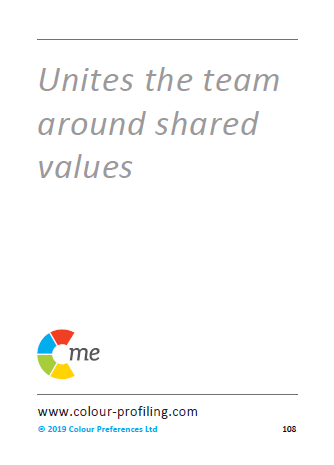 Unites the team
around shared
values
me
www.colour-profiling.com
© 2019 Colour Preferences Ltd 108